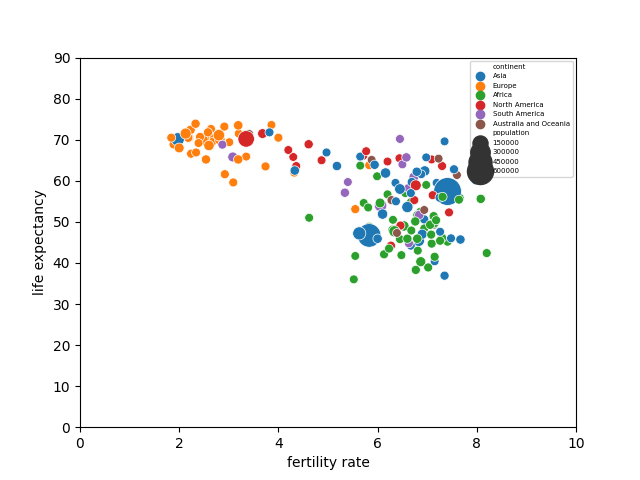 90
80
70
60
50
40
30
20
10
0
life expectancy
0 2 4 6 8 10
fertility rate
continent
Asia
Europe
Africa
North America
South America
Australia and Oceania
population
150000
300000
450000
600000